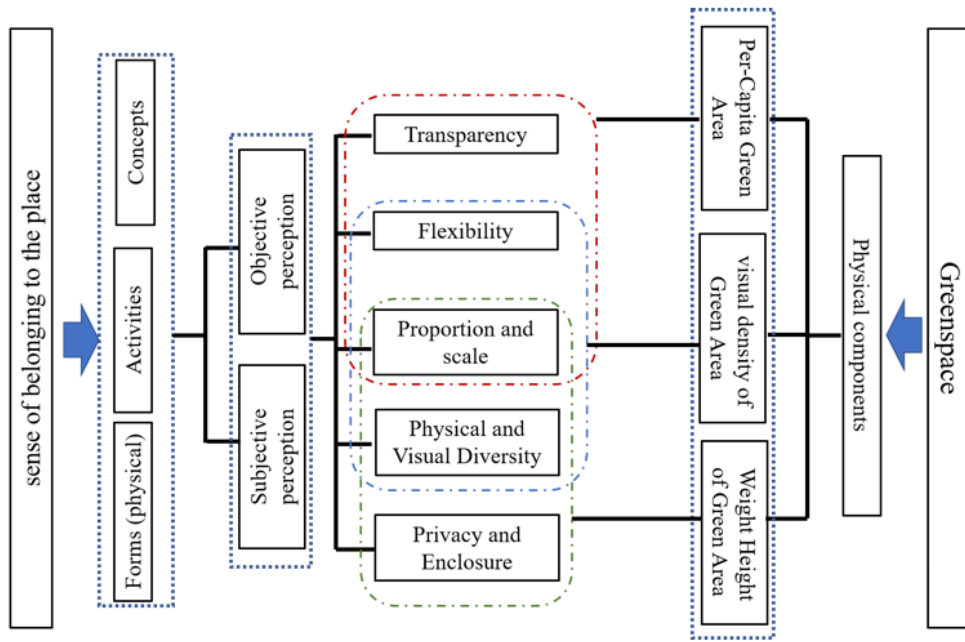 sense of belonging to the place
Concepts
Activities
Forms (physical)
Objective
perception
Subjective
perception
Transparency
Flexibility
Proportion and
scale
Physical and
Visual Diversity
Privacy and
Enclosure
Per-Capita Green
Area
visual density of
Green Area
Weight Height
of Green Area
Physical components
Greenspace